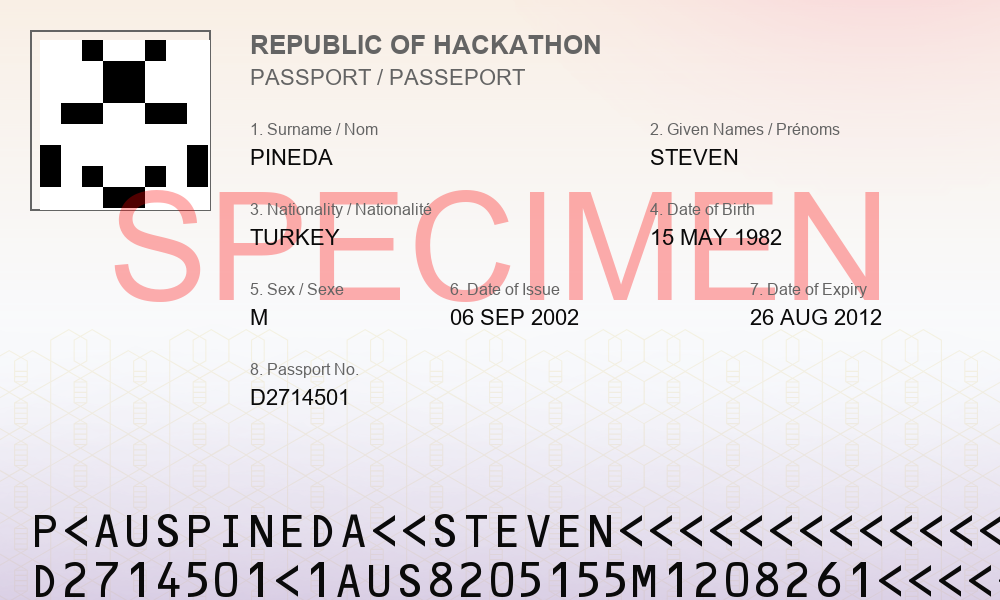 REPUBLIC OF HACKATHON
PASSPORT / PASSEPORT
1. Surname / Nom
2. Given Names / Prénoms
PINEDA
STEVEN
SPECIMEN
3. Nationality / Nationalité
4. Date of Birth
TURKEY
15 MAY 1982
5. Sex / Sexe
6. Date of Issue
7. Date of Expiry
M
06 SEP 2002
26 AUG 2012
8. Passport No.
D2714501
P<AUSPINEDA<<STEVEN<<<<<<<<<<<<<
D2714501<1AUS8205155M1208261<<<<<